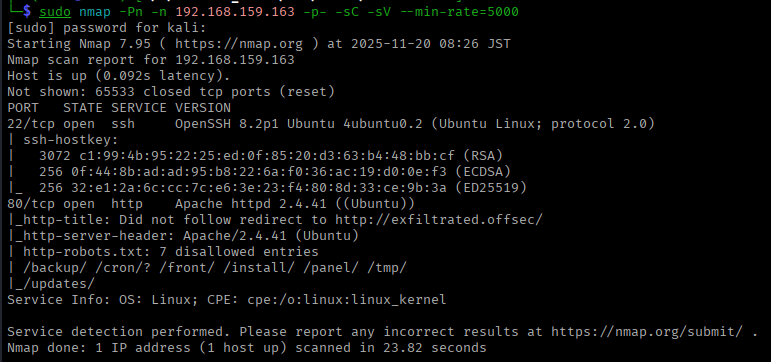 └─$ sudo nmap -Pn -n 192.168.159.163 -p- -sC -sV --min-rate=5000
[sudo] password for kali:
Starting Nmap 7.95 ( https://nmap.org ) at 2025-11-20 08:26 JST
Nmap scan report for 192.168.159.163
Host is up (0.092s latency).
Not shown: 65533 closed tcp ports (reset)
PORT   STATE SERVICE VERSION
22/tcp open  ssh     OpenSSH 8.2p1 Ubuntu 4ubuntu0.2 (Ubuntu Linux; protocol 2.0)
| ssh-hostkey:
|   3072 c1:99:4b:95:22:25:ed:0f:85:20:d3:63:b4:48:bb:cf (RSA)
|   256 0f:44:8b:ad:ad:95:b8:22:6a:f0:36:ac:19:d0:0e:f3 (ECDSA)
|_  256 32:e1:2a:6c:cc:7c:e6:3e:23:f4:80:8d:33:ce:9b:3a (ED25519)
80/tcp open  http    Apache httpd 2.4.41 ((Ubuntu))
|_http-title: Did not follow redirect to http://exfiltrated.offsec/
|_http-server-header: Apache/2.4.41 (Ubuntu)
| http-robots.txt: 7 disallowed entries
| /backup/ /cron/? /front/ /install/ /panel/ /tmp/
|_/updates/
Service Info: OS: Linux; CPE: cpe:/o:linux:linux_kernel
Service detection performed. Please report any incorrect results at https://nmap.org/submit/ .
Nmap done: 1 IP address (1 host up) scanned in 23.82 seconds